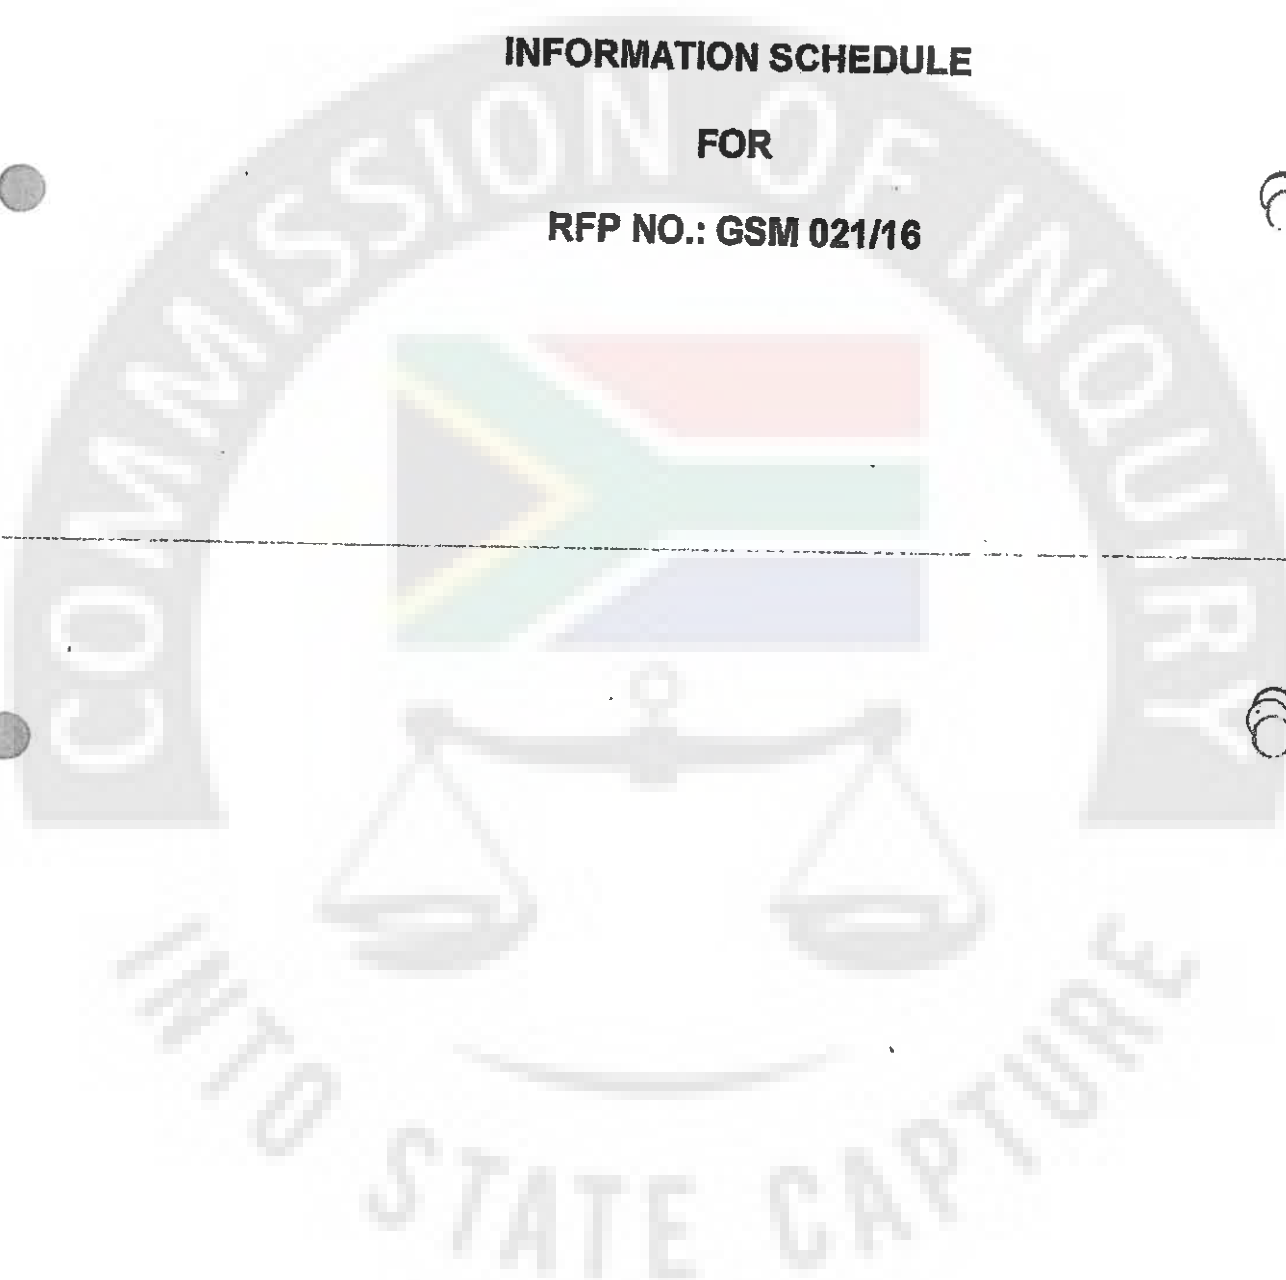 INFORMATION SCHEDULE
FOR
RFP NO.: GSM 021/16
COMMISSION OF INQUIRY
INTO STATE CAPTURE